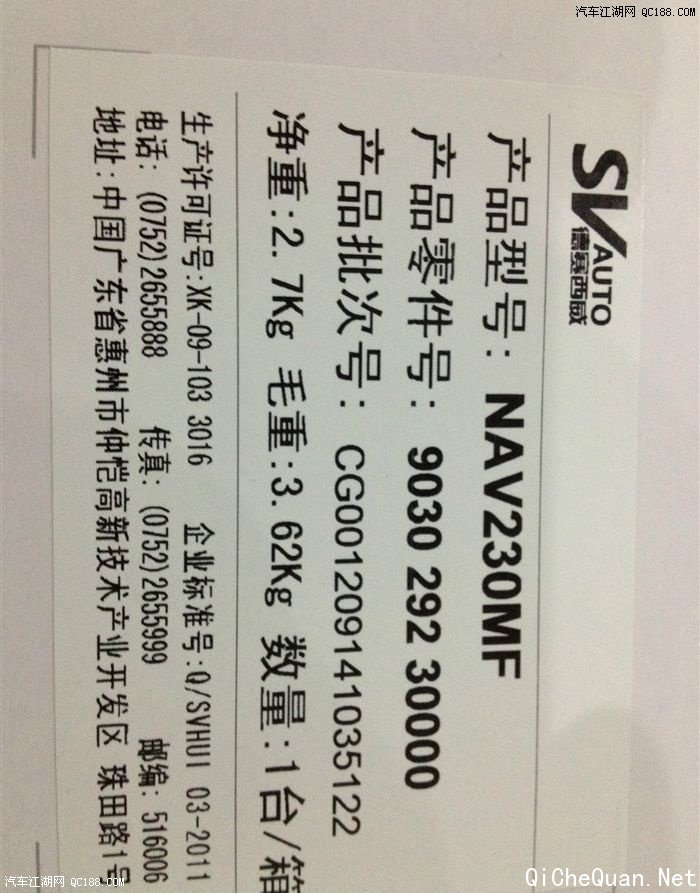 汽车江湖网 QC188.COM
SV AUTO
德赛西威
产品型号: NAV230MF
产品零件号: 9030 292 30000
产品批次号: CG001209141035122
净重:2.7Kg 毛重:3.62Kg 数量:1台/箱
生产许可证号:XK-09-103 3016 企业标准号:Q/SVHUI 03-2011
电话: (0752)2655888 传真: (0752)2655999 邮编: 516006
地址:中国广东省惠州市仲恺高新技术产业开发区 珠田路1号
汽车江湖网 QC188.COM
QiCheQuan.Net